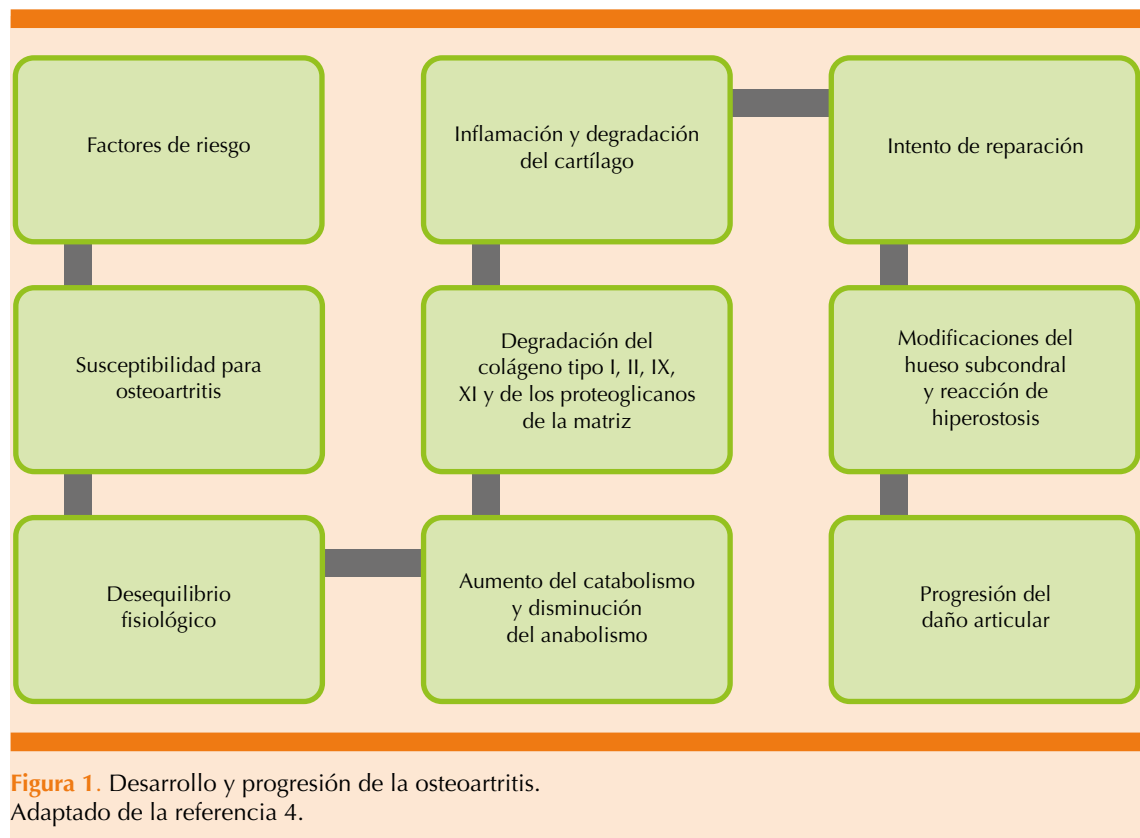 Factores de riesgo
Susceptibilidad para
osteoartritis
Desequilibrio
fisiológico
Aumento del catabolismo
y disminución
del anabolismo
Degradación del
colágeno tipo I, II, IX,
XI y de los proteoglicanos
de la matriz
Inflamación y degradación
del cartílago
Intento de reparación
Modificaciones del
hueso subcondral
y reacción de
hiperostosis
Progresión del
daño articular
Figura 1. Desarrollo y progresión de la osteoartritis.
Adaptado de la referencia 4.